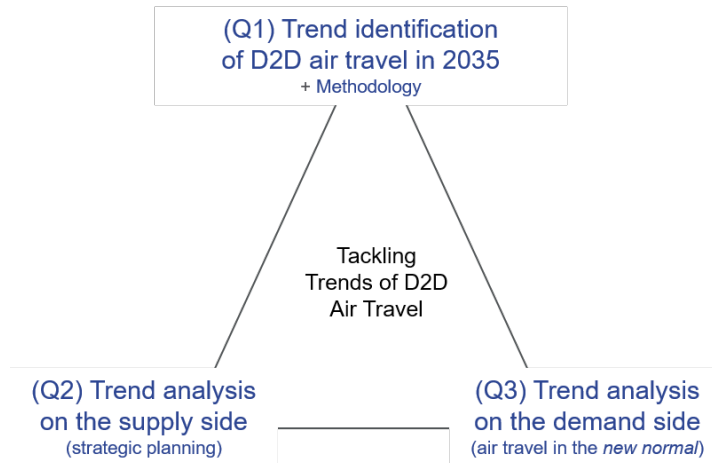 (Q1) Trend identification
of D2D air travel in 2035
+ Methodology
Tackling
Trends of D2D
Air Travel
(Q2) Trend analysis
on the supply side
(strategic planning)
(Q3) Trend analysis
on the demand side
(air travel in the new normal)